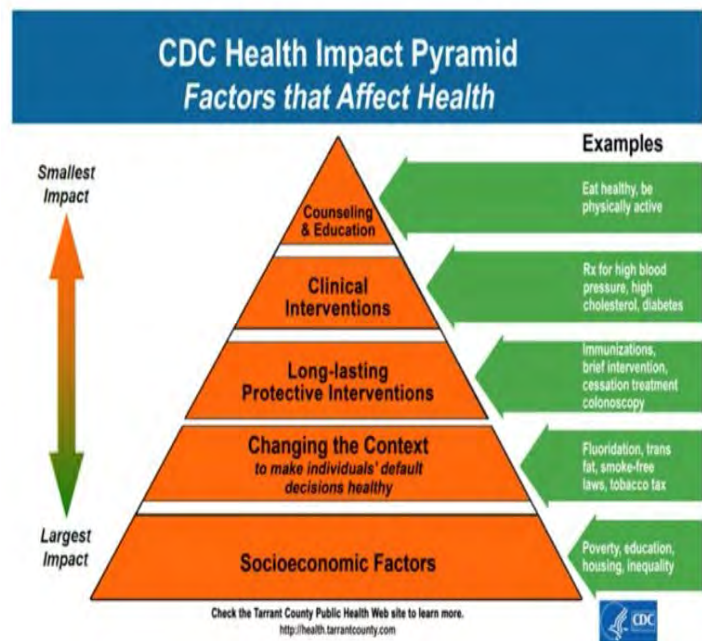 CDC Health Impact Pyramid
Factors that Affect Health
Examples
Smallest
Impact
Largest
Impact
Counseling
& Education
Eat healthy, be
physically active
Clinical
Interventions
Rx for high blood
pressure, high
cholesterol, diabetes
Long-lasting
Protective Interventions
Immunizations,
brief intervention,
cessation treatment
colonoscopy
Changing the Context
to make individuals' default
decisions healthy
Fluoridation, trans
fat, smoke-free
laws, tobacco tax
Socioeconomic Factors
Poverty, education,
housing, inequality
Check the Tarrant County Public Health Web site to learn more.
http://health.tarrantcounty.com
CDC